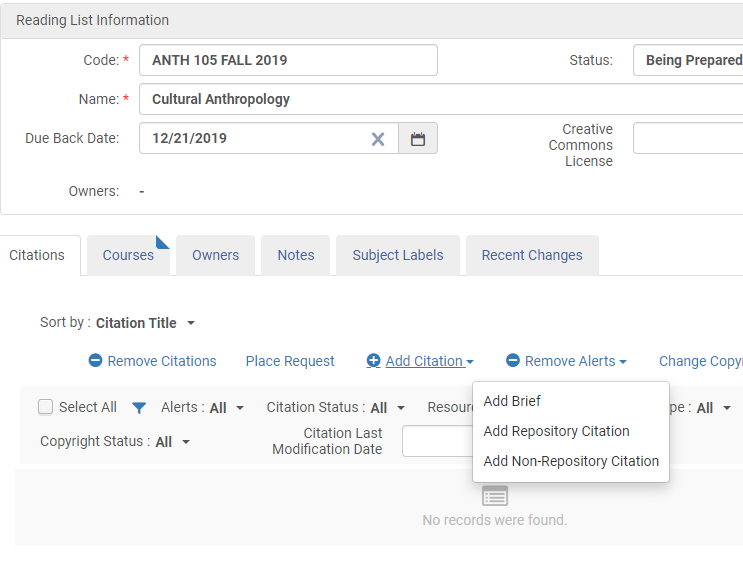 Reading List Information
Code: * ANTH 105 FALL 2019 Status: Being Prepared
Name: * Cultural Anthropology
Due Back Date: 12/21/2019 Creative Commons License
Owners: -
Citations Courses Owners Notes Subject Labels Recent Changes
Sort by : Citation Title
Remove Citations Place Request Add Citation Remove Alerts Change Copy
Add Brief
Select All Alerts : All Citation Status : All Resour pe : All
Add Repository Citation
Copyright Status : All Citation Last Modification Date
Add Non-Repository Citation
No records were found.